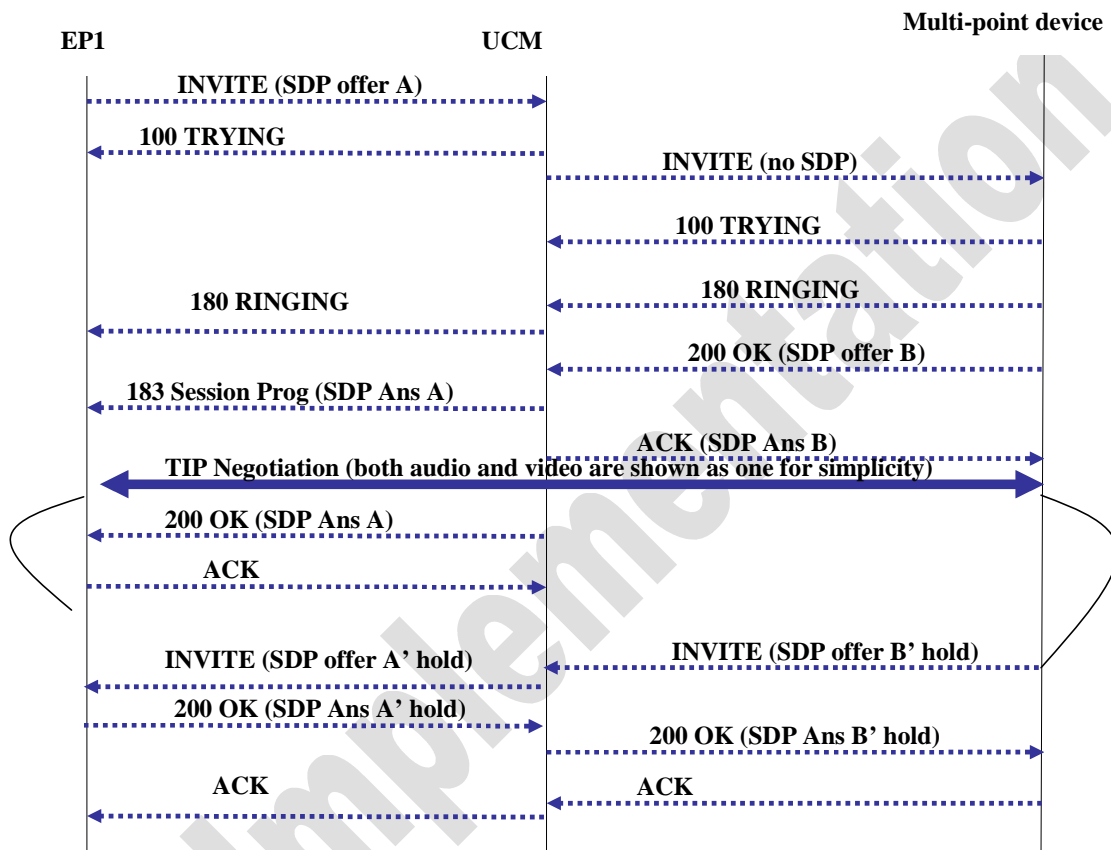 Multi-point device
EP1
UCM
INVITE (SDP offer A)
100 TRYING
INVITE (no SDP)
100 TRYING
180 RINGING
180 RINGING
200 OK (SDP offer B)
183 Session Prog (SDP Ans A)
ACK (SDP Ans B)
TIP Negotiation (both audio and video are shown as one for simplicity)
200 OK (SDP Ans A)
ACK
INVITE (SDP offer A’ hold)
INVITE (SDP offer B’ hold)
200 OK (SDP Ans A’ hold)
200 OK (SDP Ans B’ hold)
ACK
ACK
Implementation